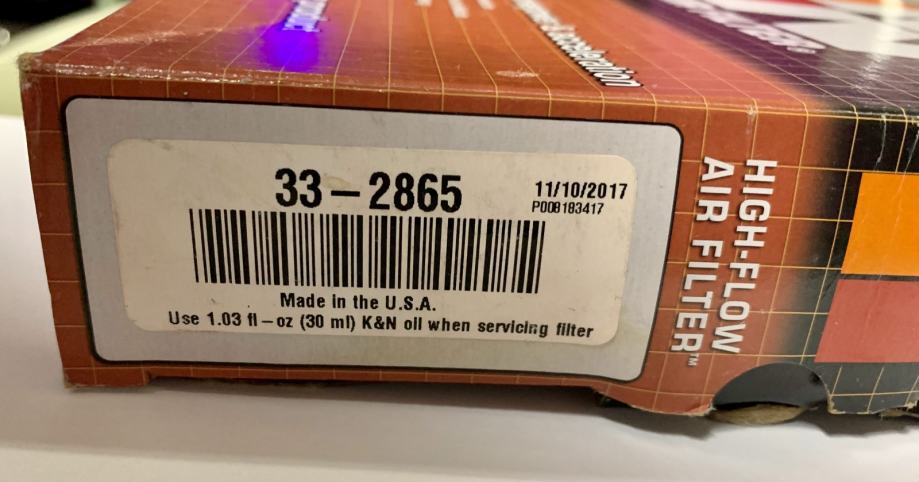 & Acceleration
33-2865
11/10/2017
P008183417
Made in the U.S.A.
Use 1.03 fl-oz (30 ml) K&N oil when servicing filter
HIGH-FLOW
AIR FILTER™